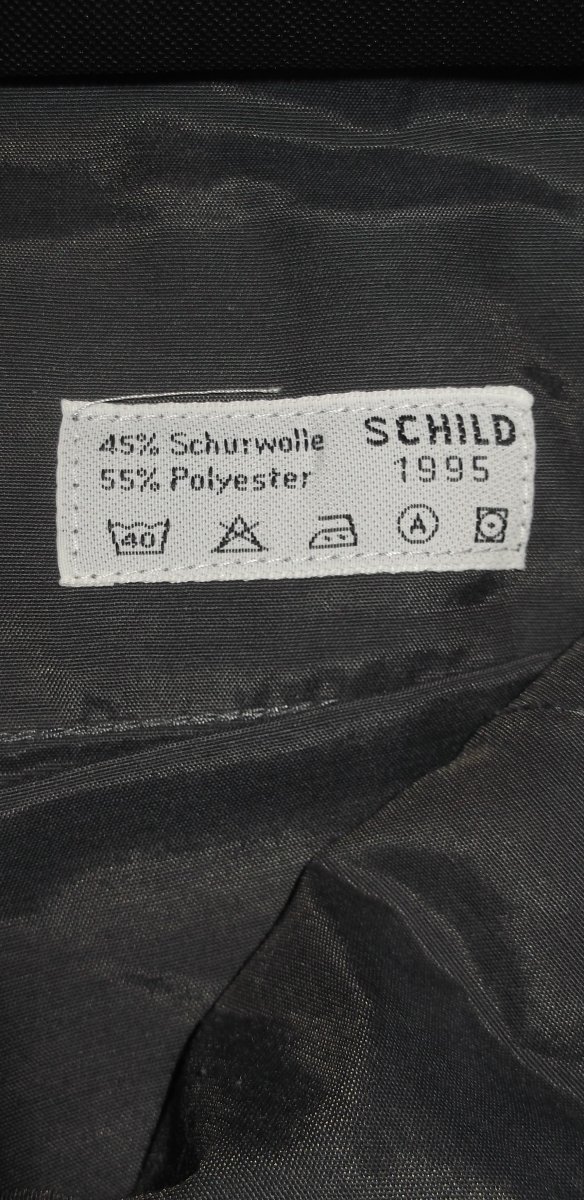 45% Schurwolle
55% Polyester
SCHILD
1995
40
A